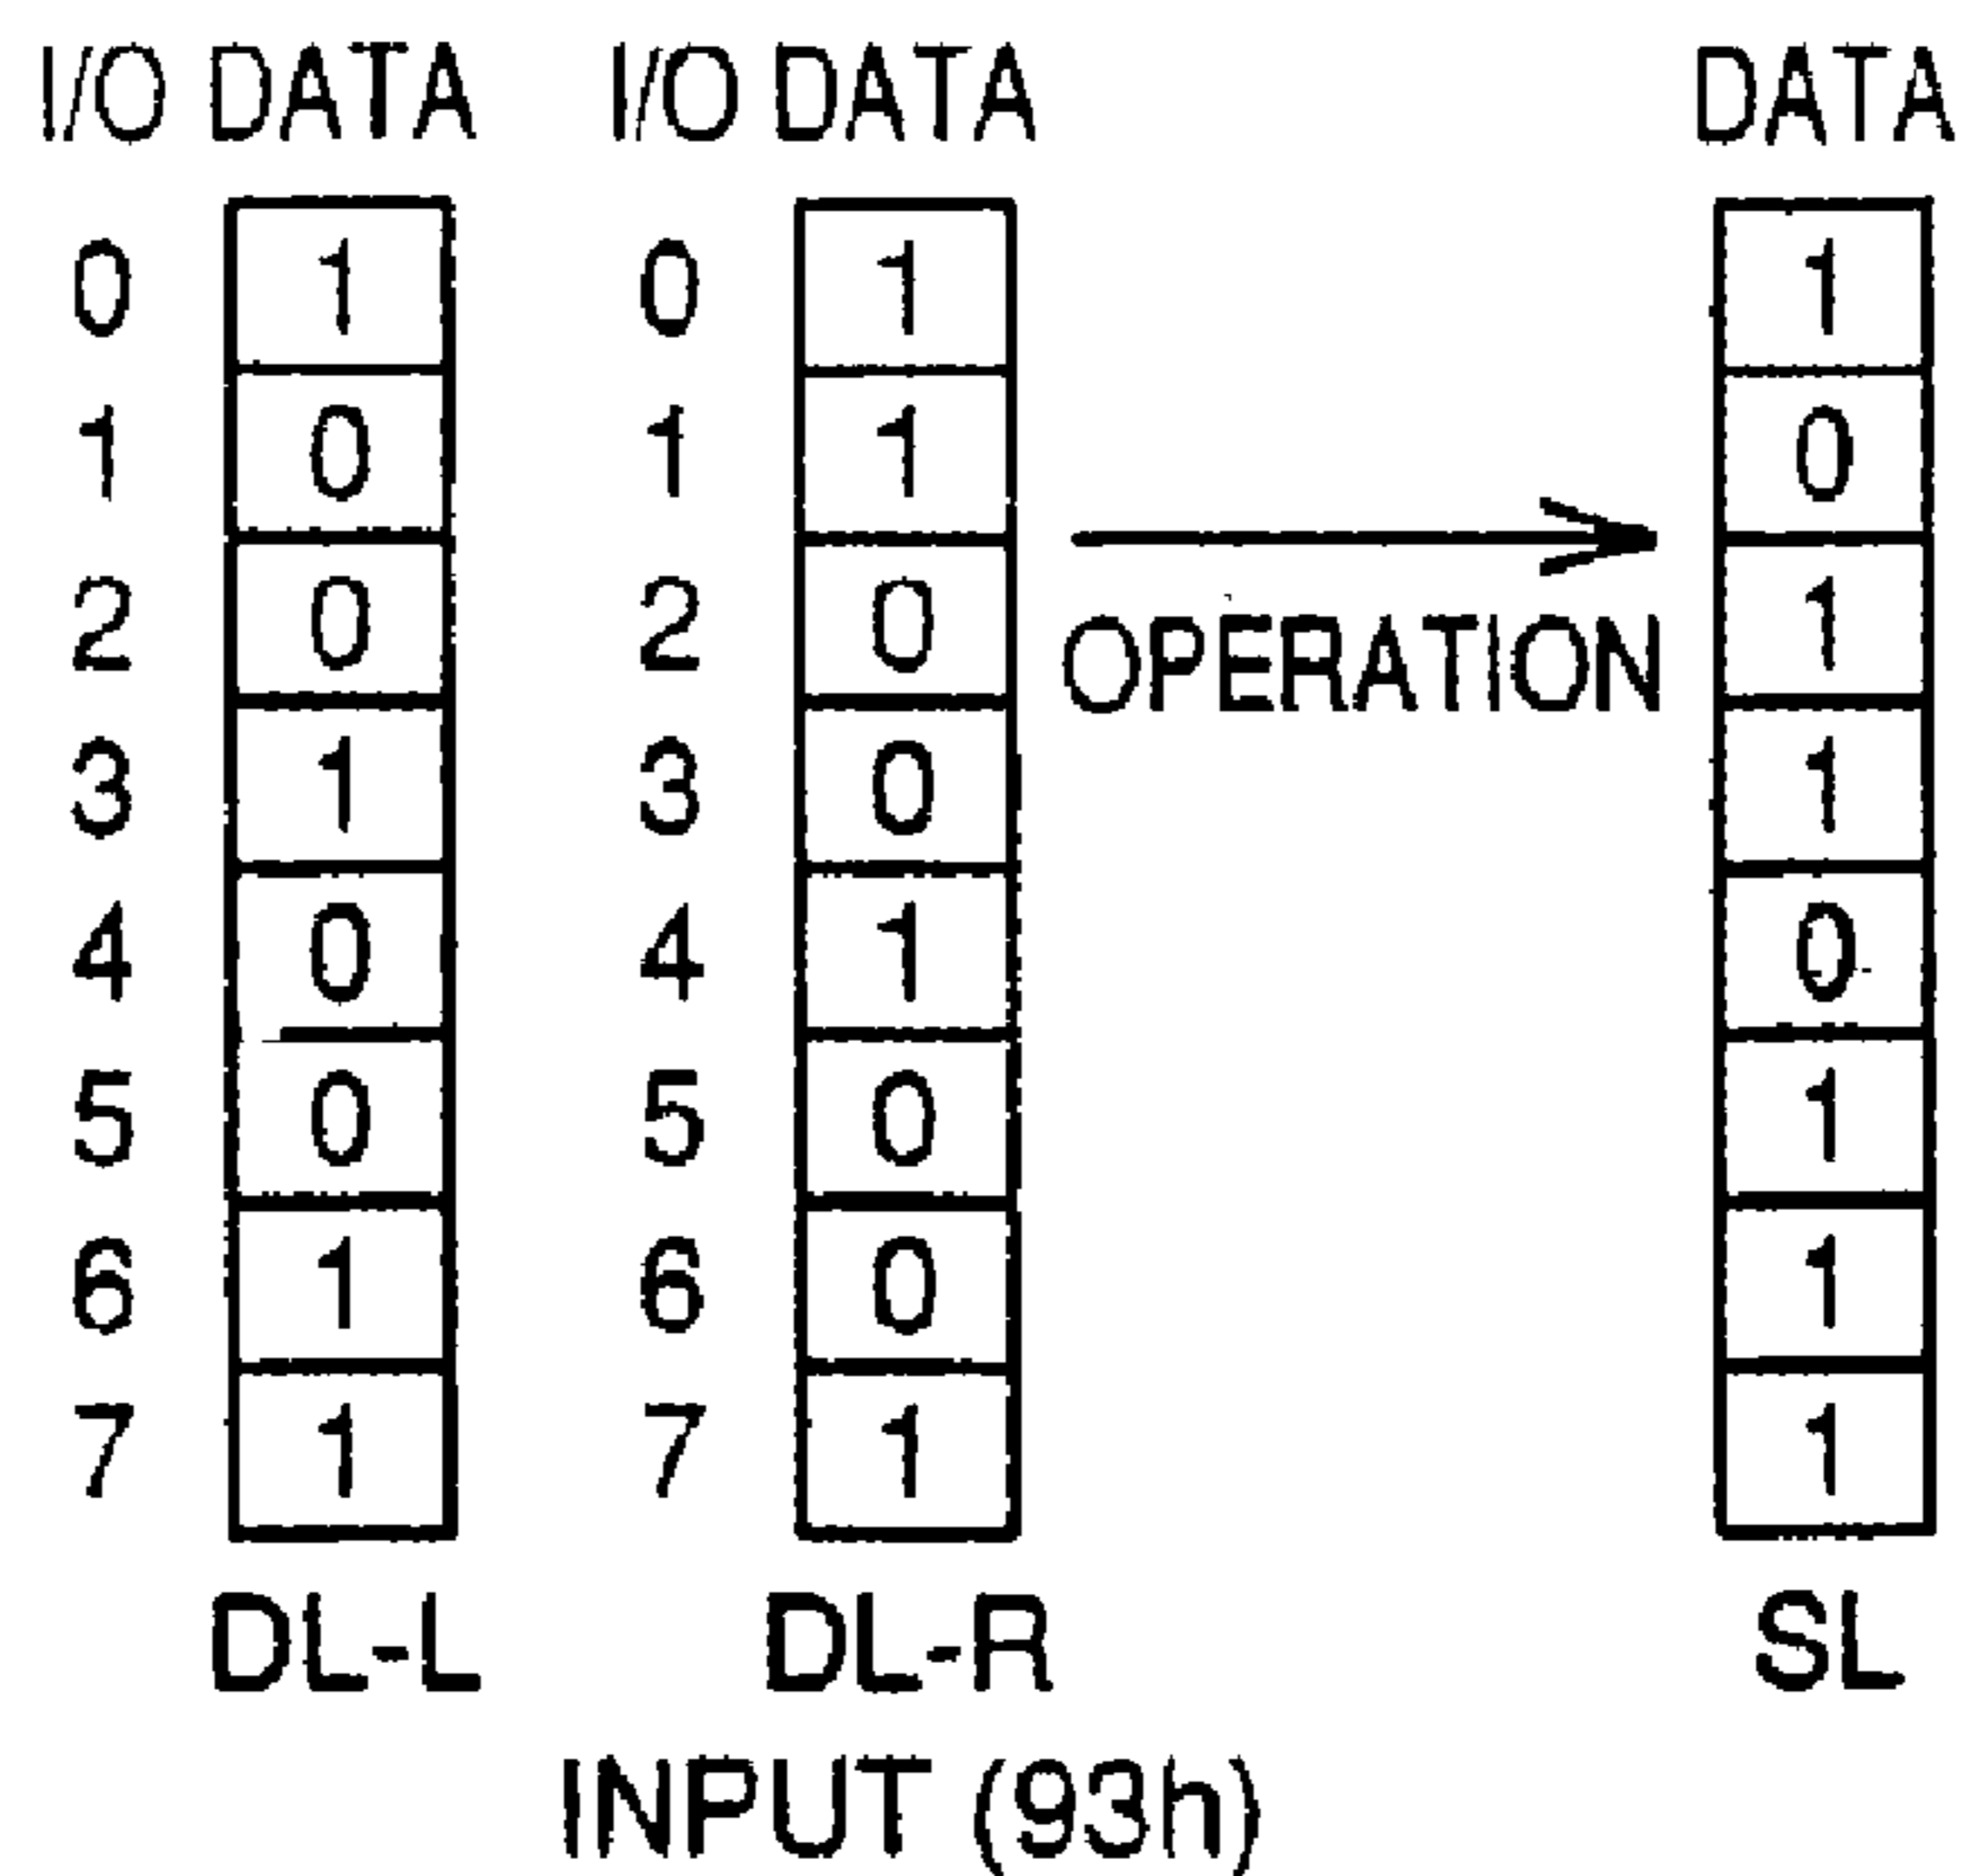 I/O DATA I/O DATA DATA
0 1 0 1 1
1 0 1 1 0
2 0 2 0 1
OPERATION
3 1 3 0 1
4 0 4 1 0
5 0 5 0 1
6 1 6 0 1
7 1 7 1 1
DL-L DL-R SL
INPUT (93h)